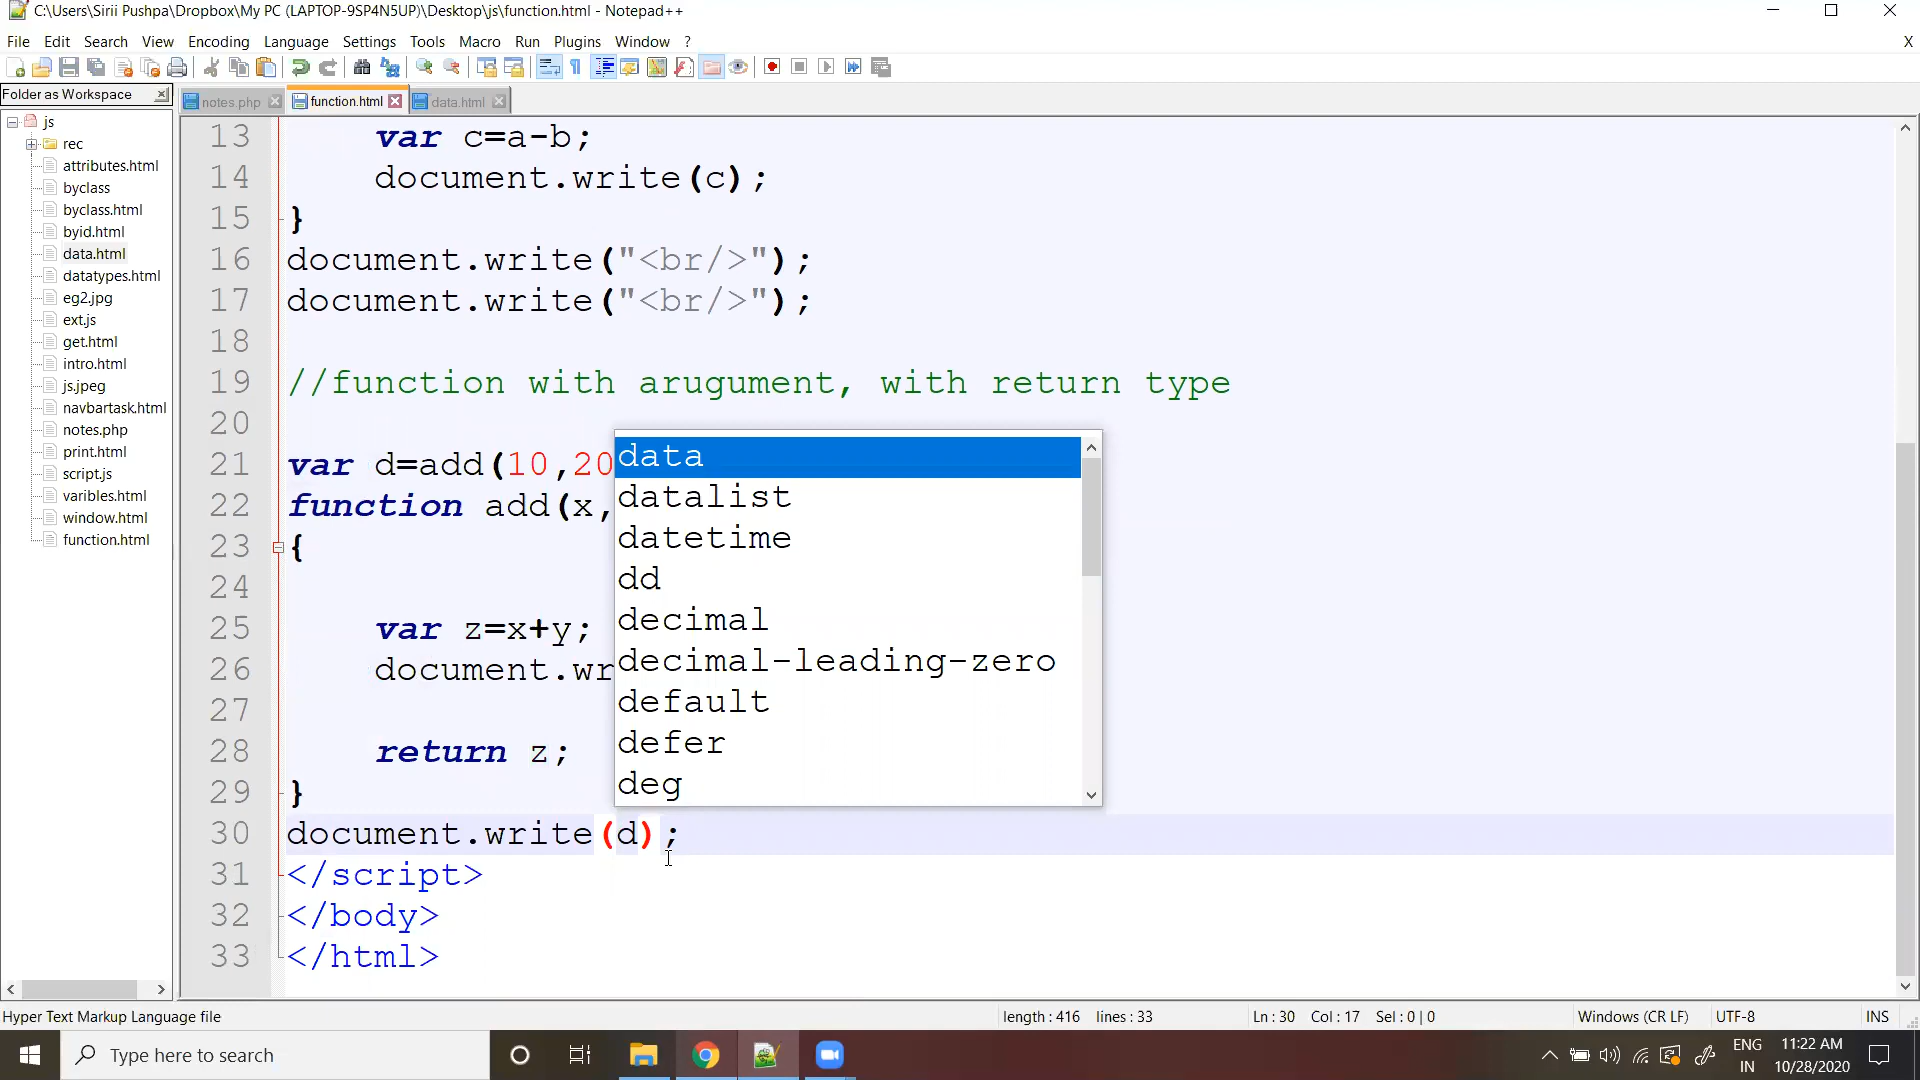 C:\Users\Sirii Pushpa\Dropbox\My PC (LAPTOP-9SP4N5UP)\Desktop\js\function.html - Notepad++
File Edit Search View Encoding Language Settings Tools Macro Run Plugins Window ? X
Folder as Workspace
notes.php function.html data.html
js
rec
attributes.html
byclass
byclass.html
byid.html
data.html
datatypes.html
eg2.jpg
ext.js
get.html
intro.html
js.jpeg
navbartask.html
notes.php
print.html
script.js
varibles.html
window.html
function.html
13 var c=a-b;
14 document.write(c);
15 }
16 document.write("<br/>");
17 document.write("<br/>");
18
19 //function with arugument, with return type
20
21 var d=add(10,20
22 function add(x,
23 {
24
25 var z=x+y;
26 document.wr
27
28 return z;
29 }
30 document.write(d);
31 </script>
32 </body>
33 </html>
data
datalist
datetime
dd
decimal
decimal-leading-zero
default
defer
deg
Hyper Text Markup Language file length : 416 lines : 33 Ln : 30 Col : 17 Sel : 0 | 0 Windows (CR LF) UTF-8 INS
Type here to search
ENG
IN
11:22 AM
10/28/2020